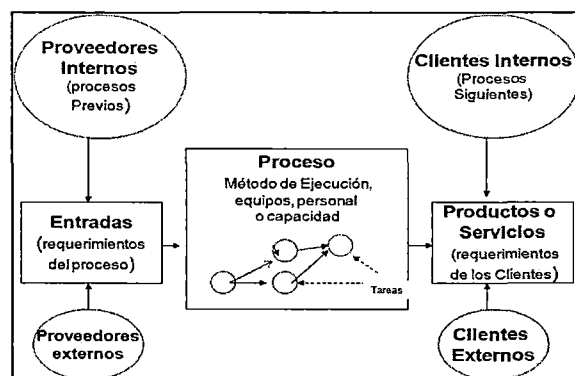 Proveedores
Internos
(procesos
Previos)
Clientes Internos
(Procesos
Siguientes)
Proceso
Método de Ejecución,
equipos, personal
o capacidad
Tareas
Entradas
(requerimientos
del proceso)
Productos o
Servicios
(requerimientos
de los Clientes)
Proveedores
externos
Clientes
Externos